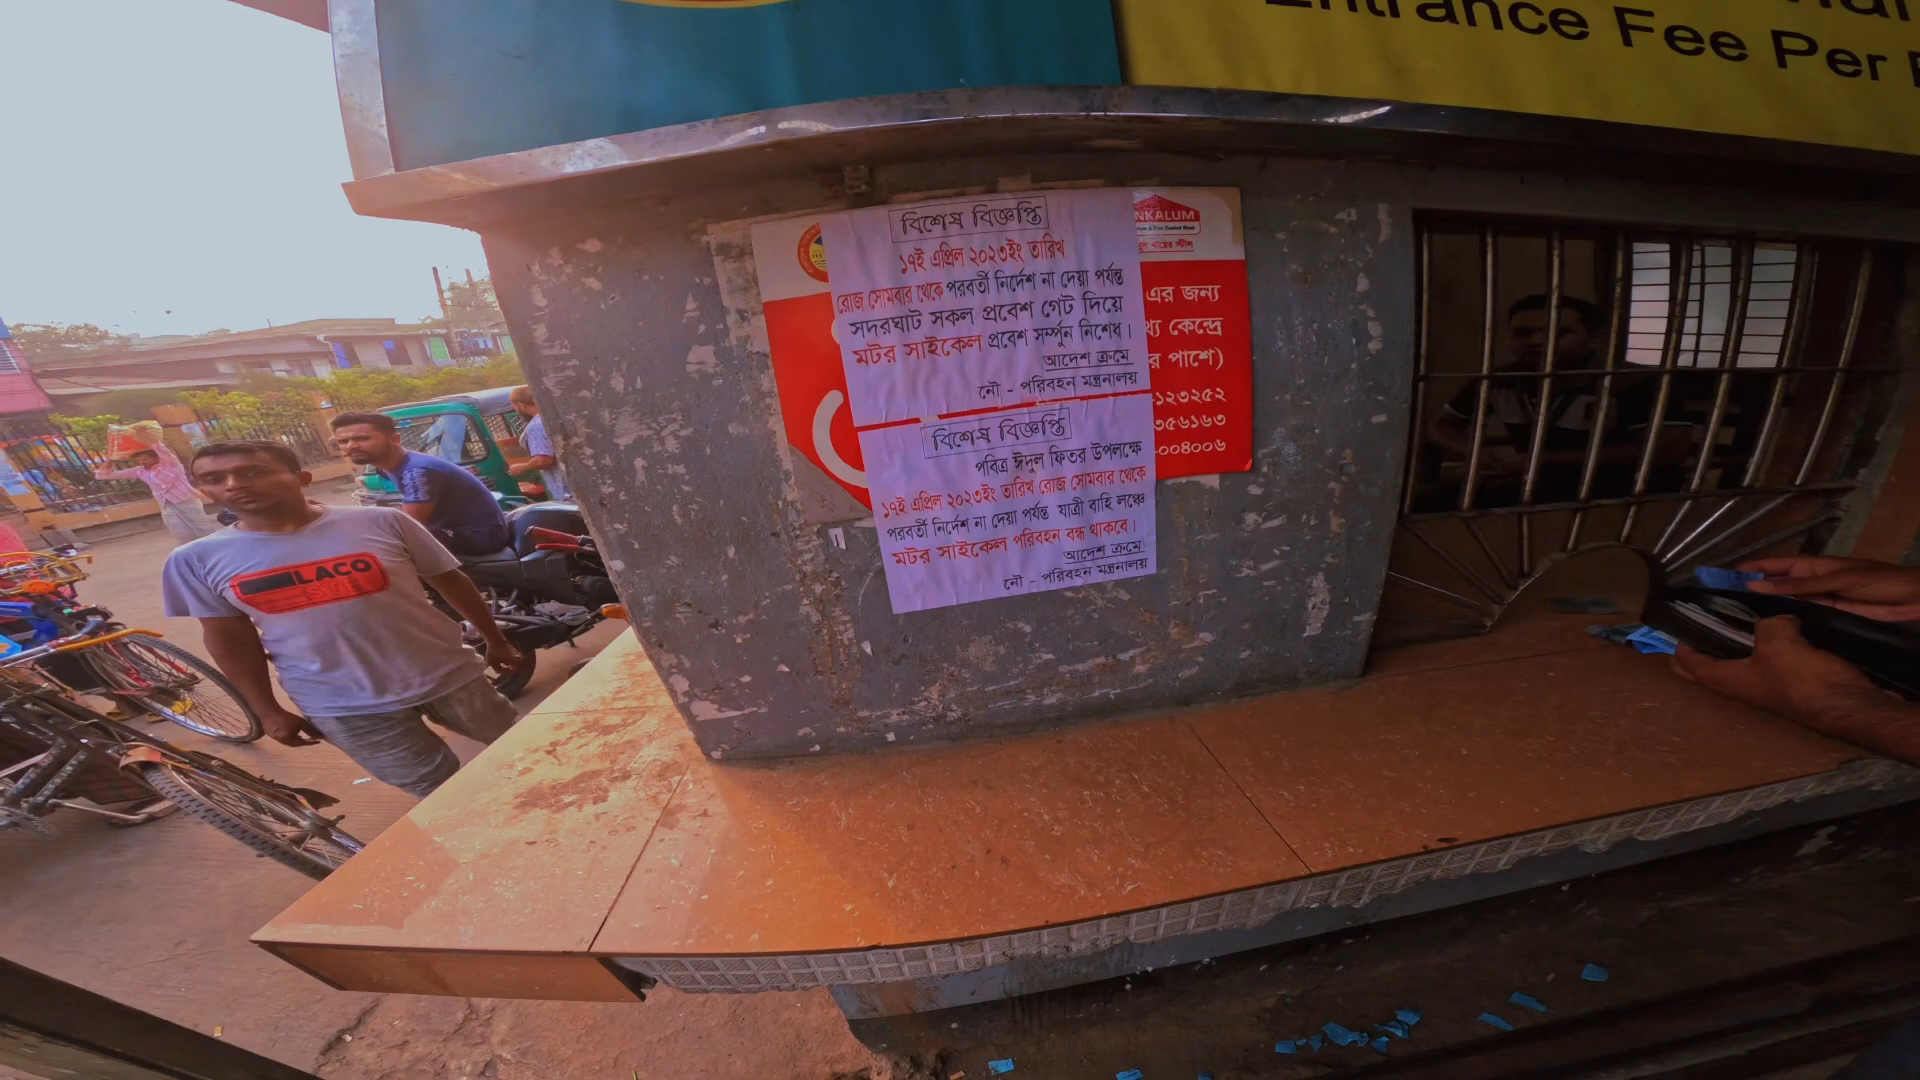 Entrance Fee Per
বিশেষ বিজ্ঞপ্তি
১৭ই এপ্রিল ২০২৩ইং তারিখ
রোজ সোমবার থেকে পরবর্তী নির্দেশ না দেয়া পর্যন্ত
সদরঘাট সকল প্রবেশ গেট দিয়ে
মটর সাইকেল প্রবেশ সর্ম্পুন নিশেধ।
আদেশ ক্রমে
নৌ - পরিবহন মন্ত্রনালয়
বিশেষ বিজ্ঞপ্তি
পবিত্র ঈদুল ফিতর উপলক্ষে
১৭ই এপ্রিল ২০২৩ইং তারিখ রোজ সোমবার থেকে
পরবর্তী নির্দেশ না দেয়া পর্যন্ত যাত্রী বাহি লঞ্চে
মটর সাইকেল পরিবহন বন্ধ থাকবে।
আদেশ ক্রমে
নৌ - পরিবহন মন্ত্রনালয়
NKALUM
এর জন্য
কেন্দ্রে
পাশে)
১২৩২৫২
৩৫৬১৬৩
-০০৪০০৬
LACO